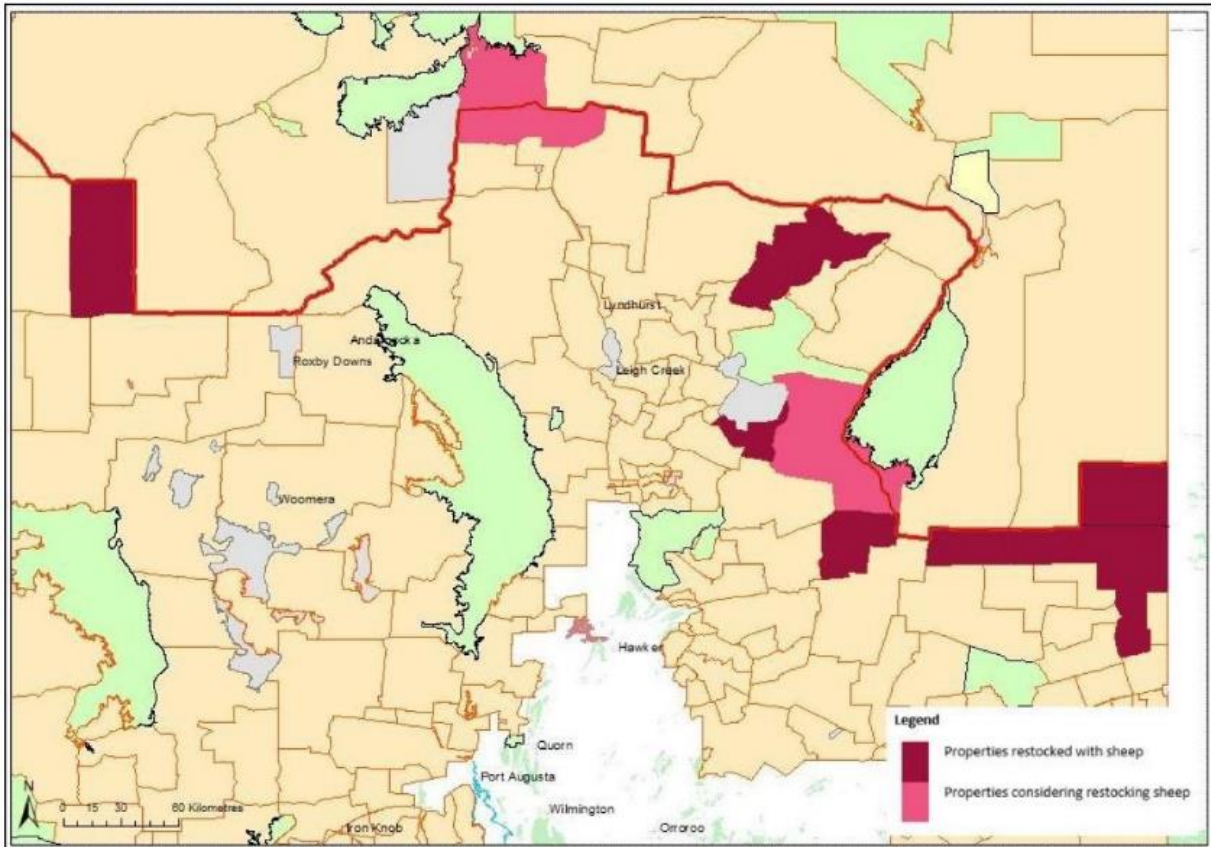 Lyndhurst
Andamooka
Roxby Downs
Leigh Creek
Woomera
Hawker
Legend
Properties restocked with sheep
Properties considering restocking sheep
Quorn
Port Augusta
Wilmington
Orroroo
Iron Knob
N
0 15 30 60 Kilometres